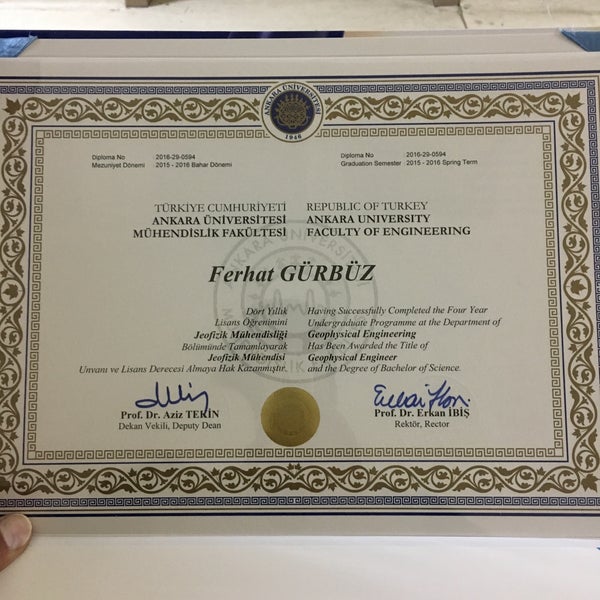 ANKARA ÜNİVERSİTESİ
1946
Diploma No : 2016-29-0594
Mezuniyet Dönemi : 2015 - 2016 Bahar Dönemi
Diploma No : 2016-29-0594
Graduation Semester : 2015 - 2016 Spring Term
TÜRKİYE CUMHURİYETİ
ANKARA ÜNİVERSİTESİ
MÜHENDİSLİK FAKÜLTESİ
REPUBLIC OF TURKEY
ANKARA UNIVERSITY
FACULTY OF ENGINEERING
Ferhat GÜRBÜZ
Dört Yıllık
Lisans Öğrenimini
Jeofizik Mühendisliği
Bölümünde Tamamlayarak
Jeofizik Mühendisi
Unvanı ve Lisans Derecesi Almaya Hak Kazanmıştır.
Having Successfully Completed the Four Year
Undergraduate Programme at the Department of
Geophysical Engineering
Has Been Awarded the Title of
Geophysical Engineer
and the Degree of Bachelor of Science.
Prof. Dr. Aziz TEKİN
Dekan Vekili, Deputy Dean
Prof. Dr. Erkan İBİŞ
Rektör, Rector